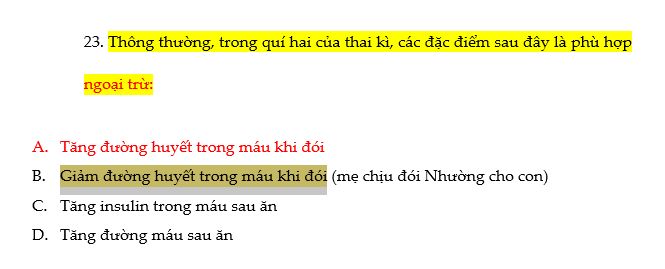 23. Thông thường, trong quí hai của thai kì, các đặc điểm sau đây là phù hợp
ngoại trừ:
A. Tăng đường huyết trong máu khi đói
B. Giảm đường huyết trong máu khi đói (mẹ chịu đói Nhường cho con)
C. Tăng insulin trong máu sau ăn
D. Tăng đường máu sau ăn